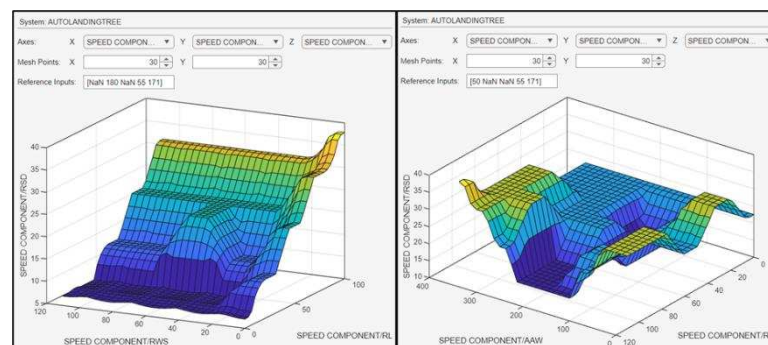 System: AUTOLANDINGTREE
Axes: X SPEED COMPON... Y SPEED COMPON... Z SPEED COMPON...
Mesh Points: X 30 Y 30
Reference Inputs: [NaN 180 NaN 55 171]
40
35
30
25
20
15
10
5
SPEED COMPONENT/RSD
120 100 80 60 40 20 0
SPEED COMPONENT/RWS
0 50 100
SPEED COMPONENT/RL
System: AUTOLANDINGTREE
Axes: X SPEED COMPON... Y SPEED COMPON... Z SPEED COMPON...
Mesh Points: X 30 Y 30
Reference Inputs: [50 NaN NaN 55 171]
40
35
30
25
20
15
10
SPEED COMPONENT/RSD
400 300 200 100 0
SPEED COMPONENT/AAW
120 100 80 60 40 20 0
SPEED COMPONENT/R